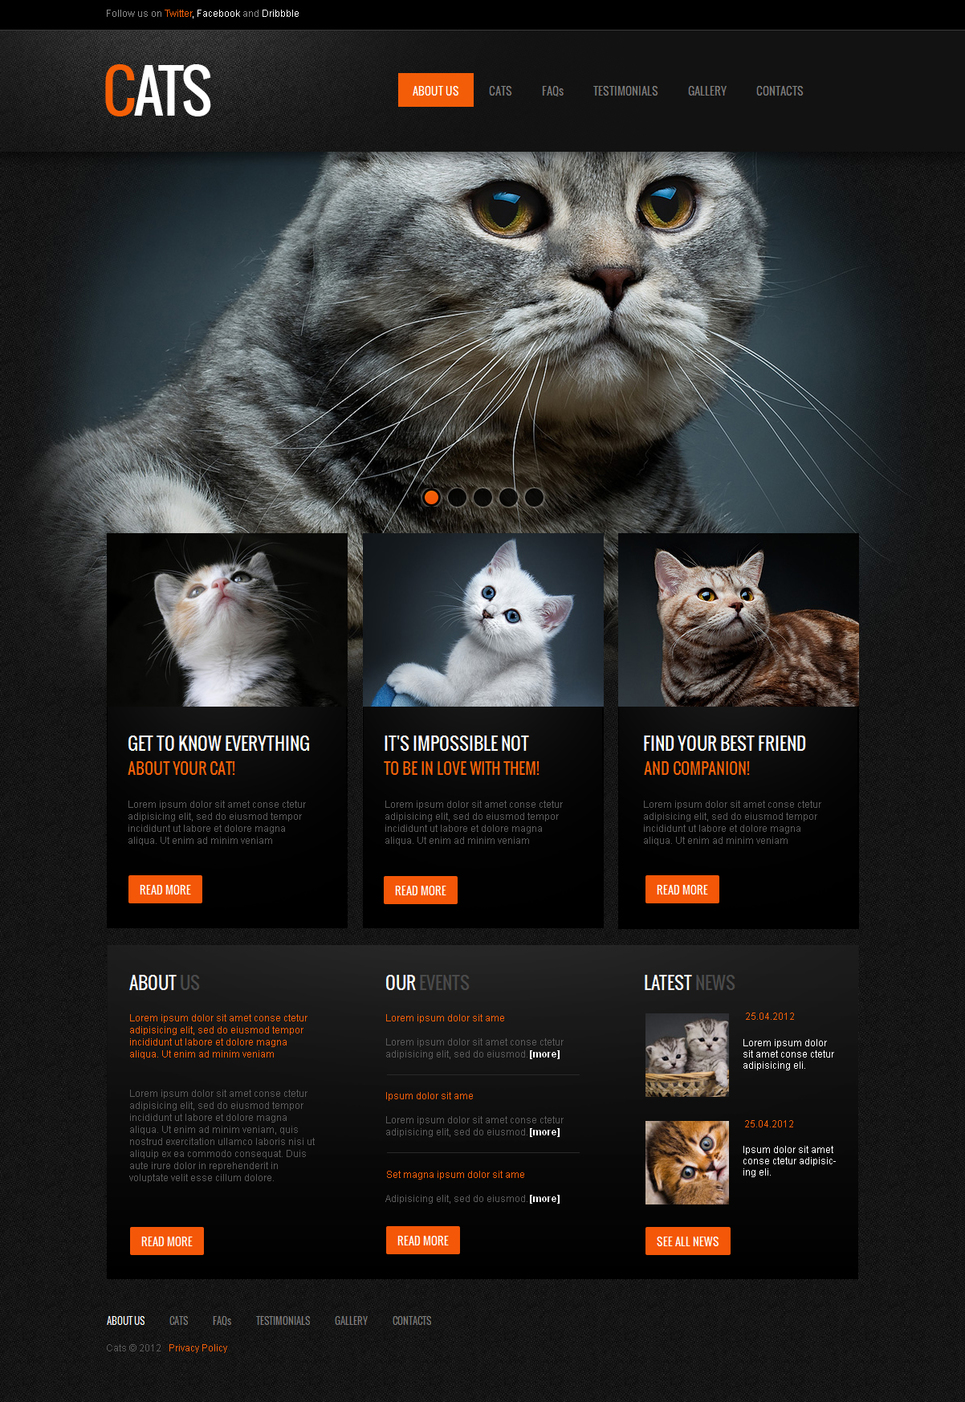 Follow us on Twitter, Facebook and Dribbble
CATS
ABOUT US CATS FAQs TESTIMONIALS GALLERY CONTACTS
GET TO KNOW EVERYTHING
ABOUT YOUR CAT!
Lorem ipsum dolor sit amet conse ctetur
adipisicing elit, sed do eiusmod tempor
incididunt ut labore et dolore magna
aliqua. Ut enim ad minim veniam
READ MORE
IT'S IMPOSSIBLE NOT
TO BE IN LOVE WITH THEM!
Lorem ipsum dolor sit amet conse ctetur
adipisicing elit, sed do eiusmod tempor
incididunt ut labore et dolore magna
aliqua. Ut enim ad minim veniam
READ MORE
FIND YOUR BEST FRIEND
AND COMPANION!
Lorem ipsum dolor sit amet conse ctetur
adipisicing elit, sed do eiusmod tempor
incididunt ut labore et dolore magna
aliqua. Ut enim ad minim veniam
READ MORE
ABOUT US
Lorem ipsum dolor sit amet conse ctetur
adipisicing elit, sed do eiusmod tempor
incididunt ut labore et dolore magna
aliqua. Ut enim ad minim veniam
Lorem ipsum dolor sit amet conse ctetur
adipisicing elit, sed do eiusmod tempor
incididunt ut labore et dolore magna
aliqua. Ut enim ad minim veniam, quis
nostrud exercitation ullamco laboris nisi ut
aliquip ex ea commodo consequat. Duis
aute irure dolor in reprehenderit in
voluptate velit esse cillum dolore.
READ MORE
OUR EVENTS
Lorem ipsum dolor sit ame
Lorem ipsum dolor sit amet conse ctetur
adipisicing elit, sed do eiusmod. [more]
Ipsum dolor sit ame
Lorem ipsum dolor sit amet conse ctetur
adipisicing elit, sed do eiusmod. [more]
Set magna ipsum dolor sit ame
Adipisicing elit, sed do eiusmod. [more]
READ MORE
LATEST NEWS
25.04.2012
Lorem ipsum dolor
sit amet conse ctetur
adipisicing eli.
25.04.2012
Ipsum dolor sit amet
conse ctetur adipisic-
ing eli.
SEE ALL NEWS
ABOUT US CATS FAQs TESTIMONIALS GALLERY CONTACTS
Cats © 2012 Privacy Policy